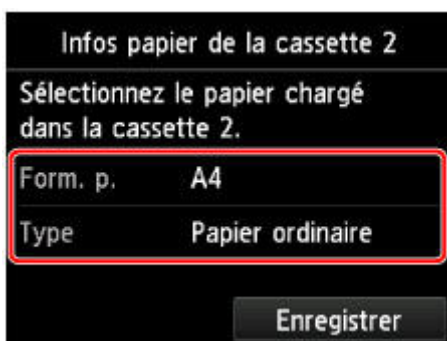 Infos papier de la cassette 2
Sélectionnez le papier chargé
dans la cassette 2.
Form. p. A4
Type Papier ordinaire
Enregistrer